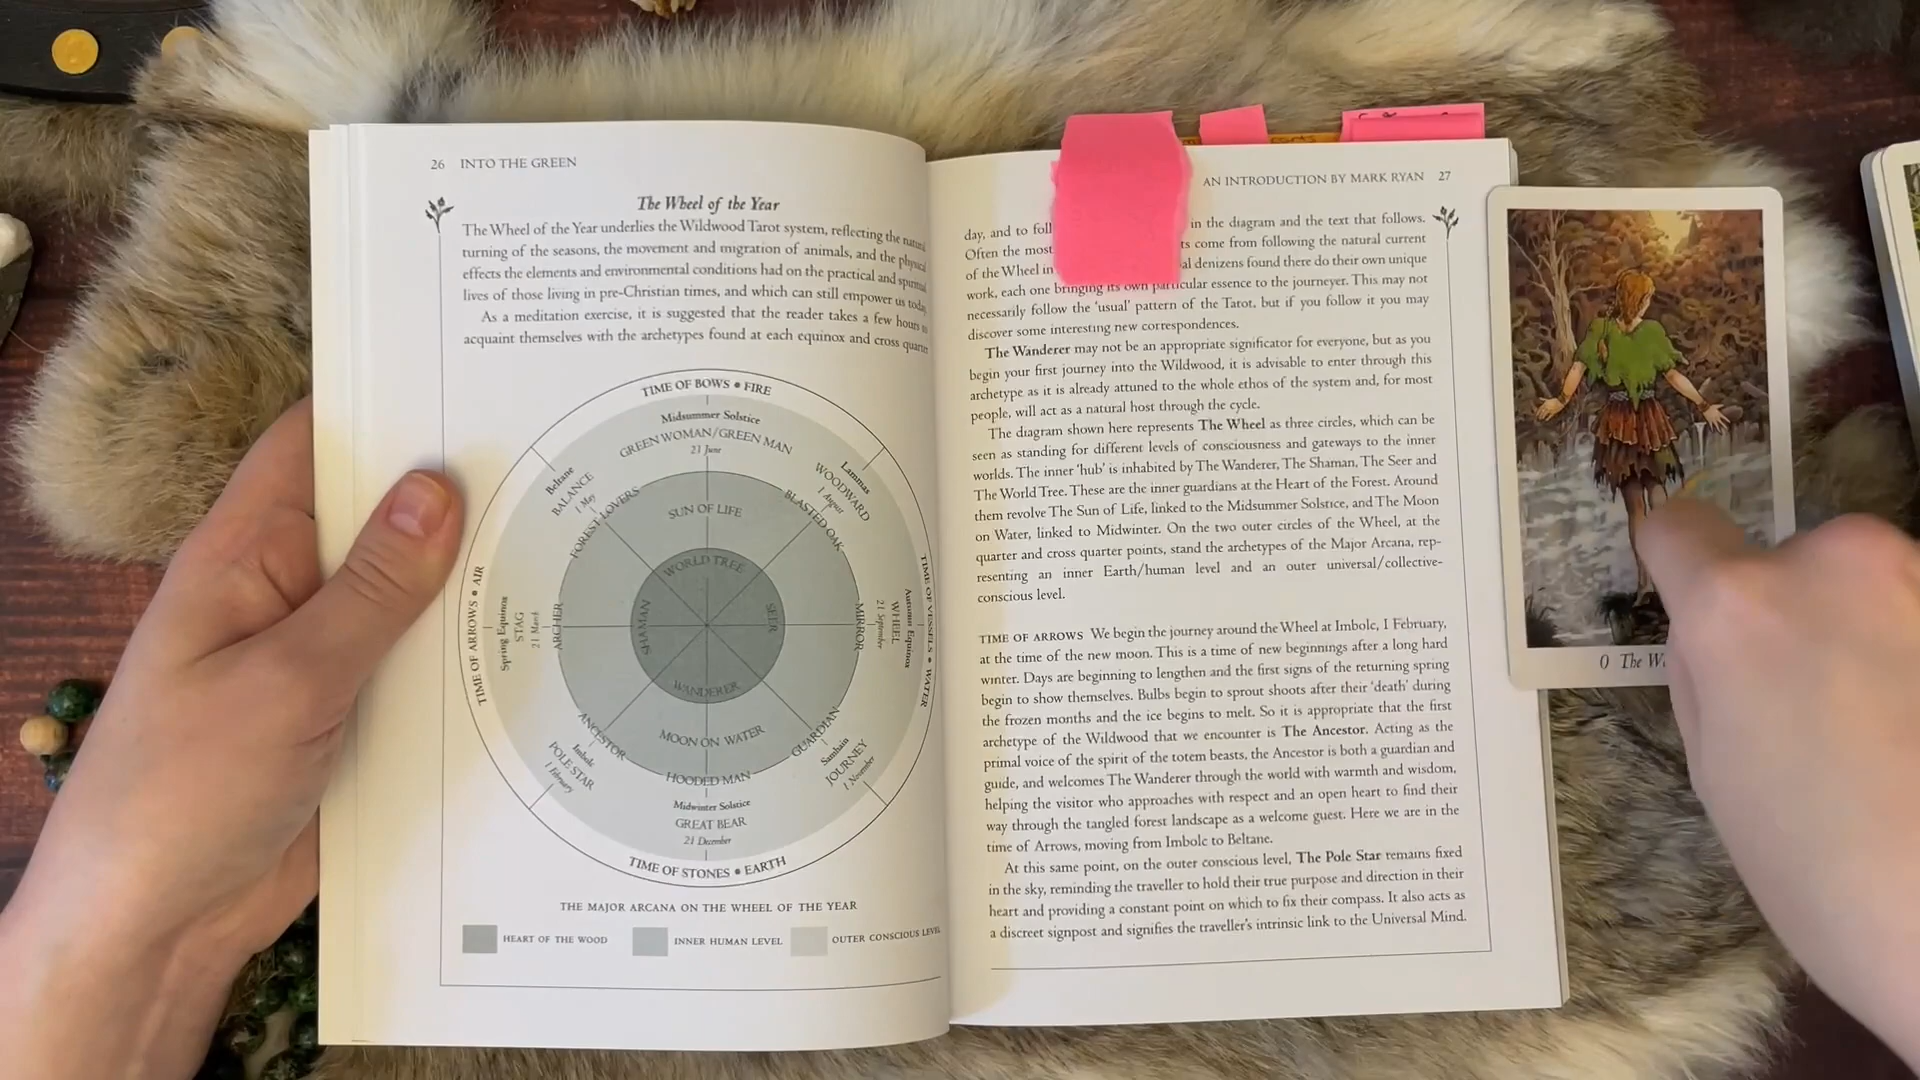 26 INTO THE GREEN
The Wheel of the Year
The Wheel of the Year underlies the Wildwood Tarot system, reflecting the
turning of the seasons, the movement and migration of animals, and the physical
effects the elements and environmental conditions had on the practical and spiritual
lives of those living in pre-Christian times, and which can still empower us today.
As a meditation exercise, it is suggested that the reader takes a few hours to
acquaint themselves with the archetypes found at each equinox and cross quarter
TIME OF BOWS • FIRE
Midsummer Solstice
GREEN WOMAN/GREEN MAN
21 June
Beltane
BALANCE
1 May
Lammas
WOODWARD
1 August
FOREST LOVERS
SUN OF LIFE
BLASTED OAK
WORLD TREE
TIME OF ARROWS • AIR
Spring Equinox
STAG
21 March
ARCHER
SHAMAN
SEER
MIRROR
21 September
WHEEL
Autumn Equinox
TIME OF VESSELS • WATER
WANDERER
ANCESTOR
Imbolc
POLE STAR
1 February
MOON ON WATER
GUARDIAN
Samhain
JOURNEY
1 November
HOODED MAN
Midwinter Solstice
GREAT BEAR
21 December
TIME OF STONES • EARTH
THE MAJOR ARCANA ON THE WHEEL OF THE YEAR
HEART OF THE WOOD INNER HUMAN LEVEL OUTER CONSCIOUS LEVEL
AN INTRODUCTION BY MARK RYAN 27
day, and to in the diagram and the text that follows.
Often the most come from following the natural current
of the Wheel in denizens found there do their own unique
work, each one bringing its own particular essence to the journeyer. This may not
necessarily follow the 'usual' pattern of the Tarot, but if you follow it you may
discover some interesting new correspondences.
The Wanderer may not be an appropriate significator for everyone, but as you
begin your first journey into the Wildwood, it is advisable to enter through this
archetype as it is already attuned to the whole ethos of the system and, for most
people, will act as a natural host through the cycle.
The diagram shown here represents The Wheel as three circles, which can be
seen as standing for different levels of consciousness and gateways to the inner
worlds. The inner 'hub' is inhabited by The Wanderer, The Shaman, The Seer and
The World Tree. These are the inner guardians at the Heart of the Forest. Around
them revolve The Sun of Life, linked to the Midsummer Solstice, and The Moon
on Water, linked to Midwinter. On the two outer circles of the Wheel, at the
quarter and cross quarter points, stand the archetypes of the Major Arcana, rep-
resenting an inner Earth/human level and an outer universal/collective-
conscious level.
TIME OF ARROWS We begin the journey around the Wheel at Imbolc, 1 February,
at the time of the new moon. This is a time of new beginnings after a long hard
winter. Days are beginning to lengthen and the first signs of the returning spring
begin to show themselves. Bulbs begin to sprout shoots after their 'death' during
the frozen months and the ice begins to melt. So it is appropriate that the first
archetype of the Wildwood that we encounter is The Ancestor. Acting as the
primal voice of the spirit of the totem beasts, the Ancestor is both a guardian and
guide, and welcomes The Wanderer through the world with warmth and wisdom,
helping the visitor who approaches with respect and an open heart to find their
way through the tangled forest landscape as a welcome guest. Here we are in the
time of Arrows, moving from Imbolc to Beltane.
At this same point, on the outer conscious level, The Pole Star remains fixed
in the sky, reminding the traveller to hold their true purpose and direction in their
heart and providing a constant point on which to fix their compass. It also acts as
a discreet signpost and signifies the traveller's intrinsic link to the Universal Mind.
0 The